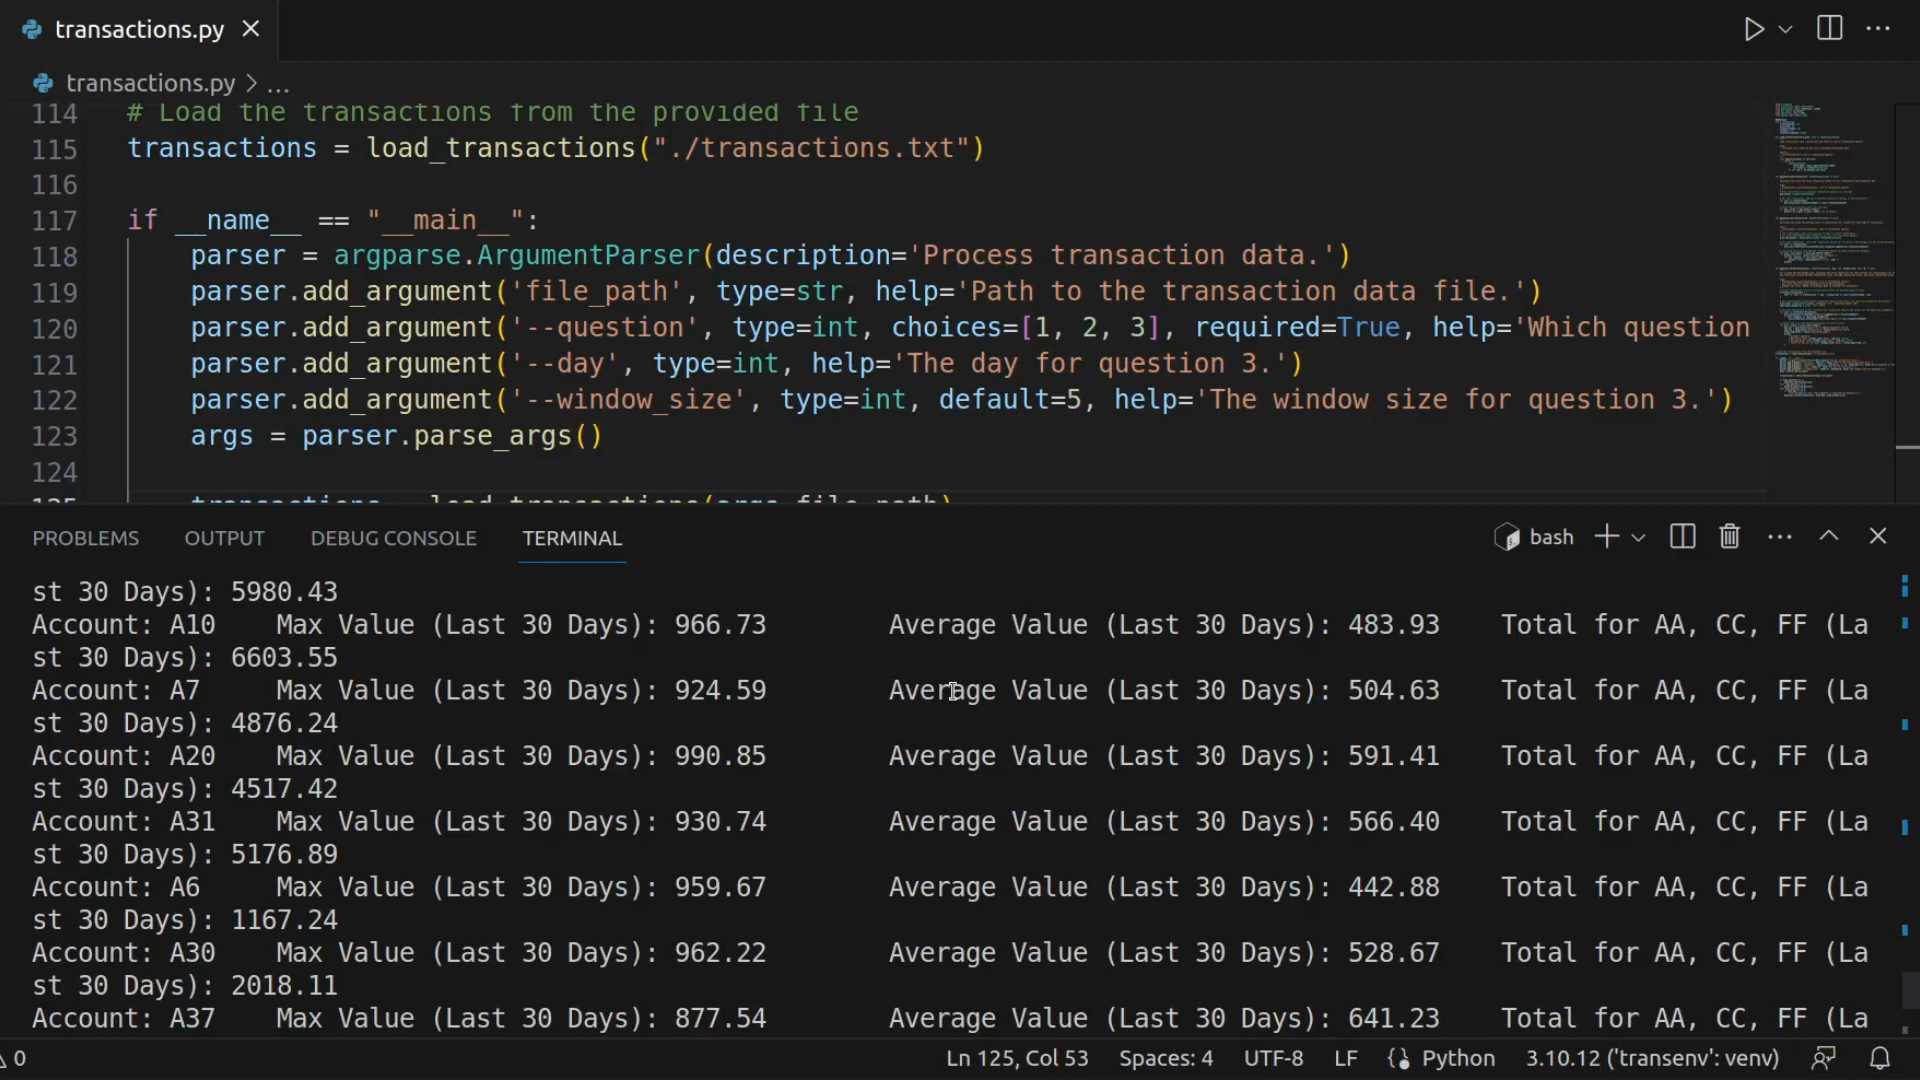 transactions.py
transactions.py > ...
114 # Load the transactions from the provided file
115 transactions = load_transactions("./transactions.txt")
116
117 if __name__ == "__main__":
118 parser = argparse.ArgumentParser(description='Process transaction data.')
119 parser.add_argument('file_path', type=str, help='Path to the transaction data file.')
120 parser.add_argument('--question', type=int, choices=[1, 2, 3], required=True, help='Which question
121 parser.add_argument('--day', type=int, help='The day for question 3.')
122 parser.add_argument('--window_size', type=int, default=5, help='The window size for question 3.')
123 args = parser.parse_args()
124
125 transactions = load_transactions(args.file_path)
PROBLEMS OUTPUT DEBUG CONSOLE TERMINAL bash
st 30 Days): 5980.43
Account: A10 Max Value (Last 30 Days): 966.73 Average Value (Last 30 Days): 483.93 Total for AA, CC, FF (La
st 30 Days): 6603.55
Account: A7 Max Value (Last 30 Days): 924.59 Average Value (Last 30 Days): 504.63 Total for AA, CC, FF (La
st 30 Days): 4876.24
Account: A20 Max Value (Last 30 Days): 990.85 Average Value (Last 30 Days): 591.41 Total for AA, CC, FF (La
st 30 Days): 4517.42
Account: A31 Max Value (Last 30 Days): 930.74 Average Value (Last 30 Days): 566.40 Total for AA, CC, FF (La
st 30 Days): 5176.89
Account: A6 Max Value (Last 30 Days): 959.67 Average Value (Last 30 Days): 442.88 Total for AA, CC, FF (La
st 30 Days): 1167.24
Account: A30 Max Value (Last 30 Days): 962.22 Average Value (Last 30 Days): 528.67 Total for AA, CC, FF (La
st 30 Days): 2018.11
Account: A37 Max Value (Last 30 Days): 877.54 Average Value (Last 30 Days): 641.23 Total for AA, CC, FF (La
0 Ln 125, Col 53 Spaces: 4 UTF-8 LF Python 3.10.12 ('transenv': venv)